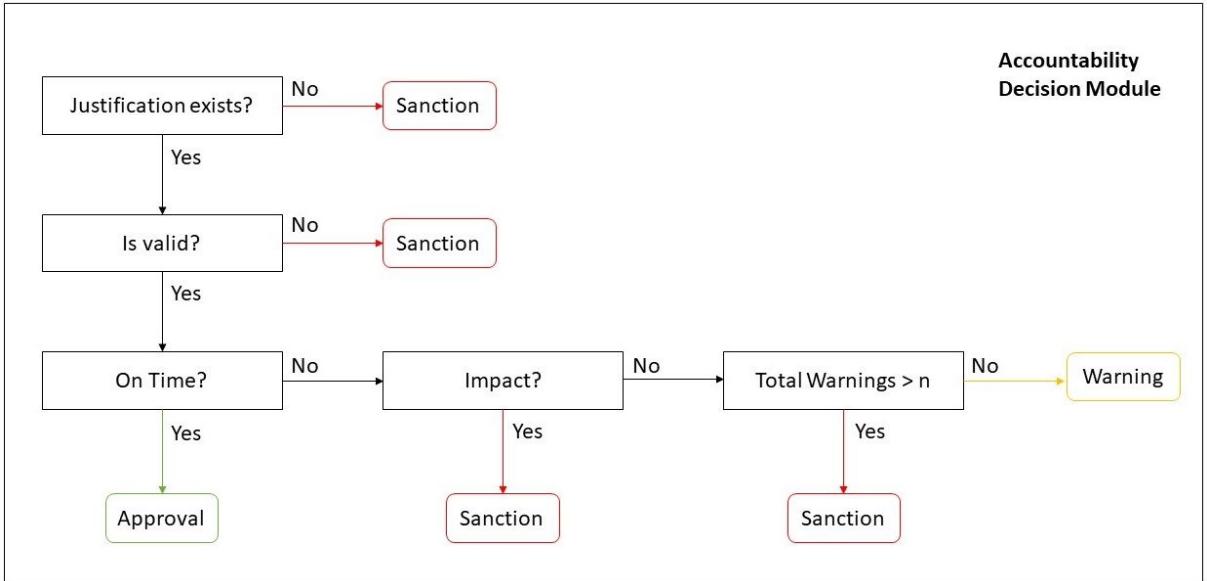 Accountability
Decision Module
Justification exists?
No
Sanction
Yes
Is valid?
No
Sanction
Yes
On Time?
No
Impact?
No
Total Warnings > n
No
Warning
Yes
Yes
Yes
Approval
Sanction
Sanction